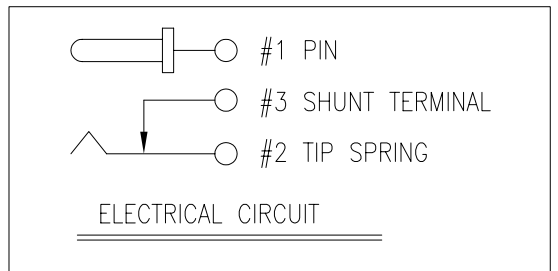 #1 PIN
#3 SHUNT TERMINAL
#2 TIP SPRING
ELECTRICAL CIRCUIT